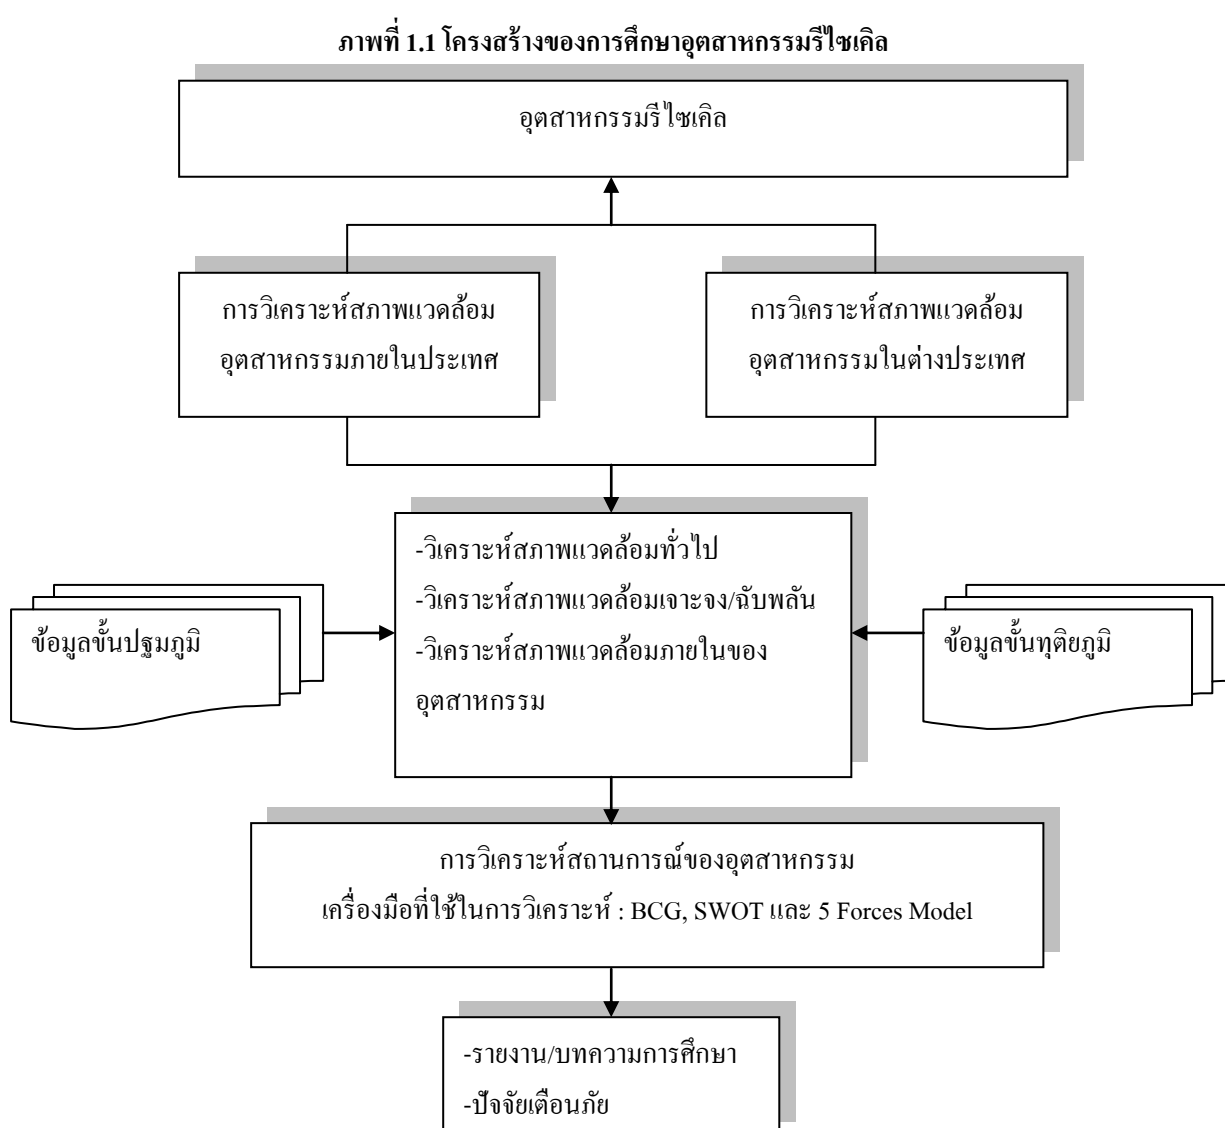 ภาพที่ 1.1 โครงสร้างของการศึกษาอุตสาหกรรมรีไซเคิล
อุตสาหกรรมรีไซเคิล
การวิเคราะห์สภาพแวดล้อม
อุตสาหกรรมภายในประเทศ
การวิเคราะห์สภาพแวดล้อม
อุตสาหกรรมในต่างประเทศ
-วิเคราะห์สภาพแวดล้อมทั่วไป
-วิเคราะห์สภาพแวดล้อมเจาะจง/ฉับพลัน
-วิเคราะห์สภาพแวดล้อมภายในของ
อุตสาหกรรม
ข้อมูลขั้นปฐมภูมิ
ข้อมูลขั้นทุติยภูมิ
การวิเคราะห์สถานการณ์ของอุตสาหกรรม
เครื่องมือที่ใช้ในการวิเคราะห์ : BCG, SWOT และ 5 Forces Model
-รายงาน/บทความการศึกษา
-ปัจจัยเตือนภัย